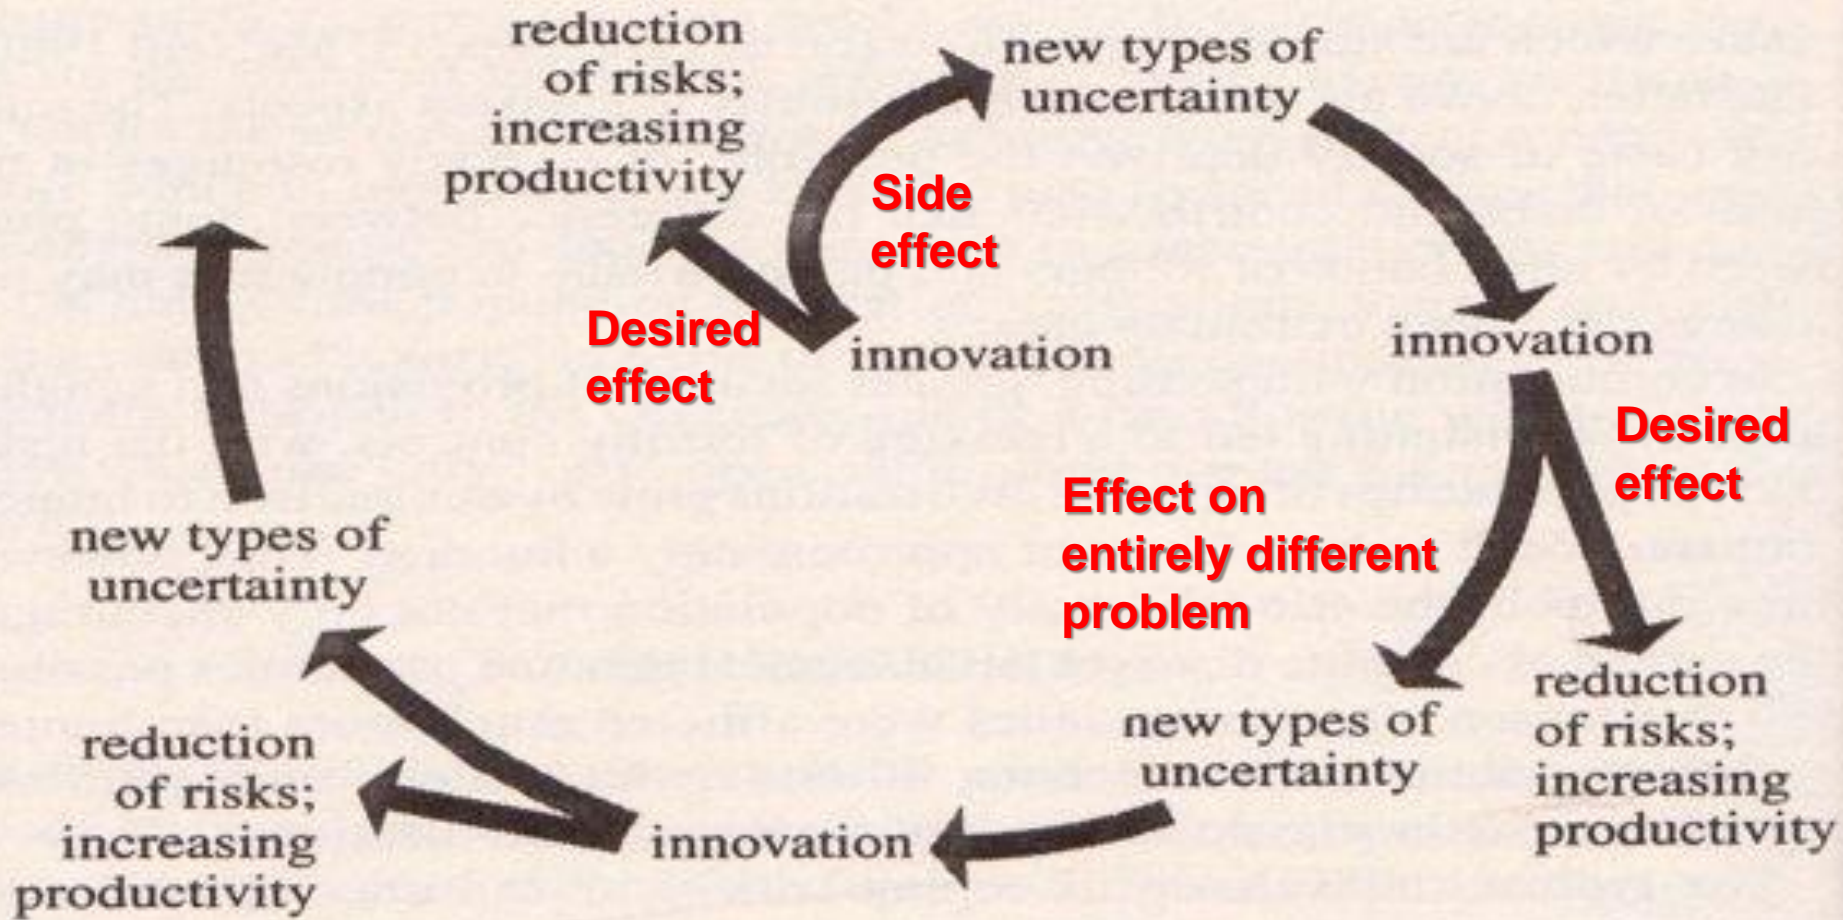 reduction
of risks;
increasing
productivity
new types of
uncertainty
Side
effect
Desired
effect
innovation
innovation
Desired
effect
Effect on
entirely different
problem
new types of
uncertainty
reduction
of risks;
increasing
productivity
new types of
uncertainty
innovation
reduction
of risks;
increasing
productivity